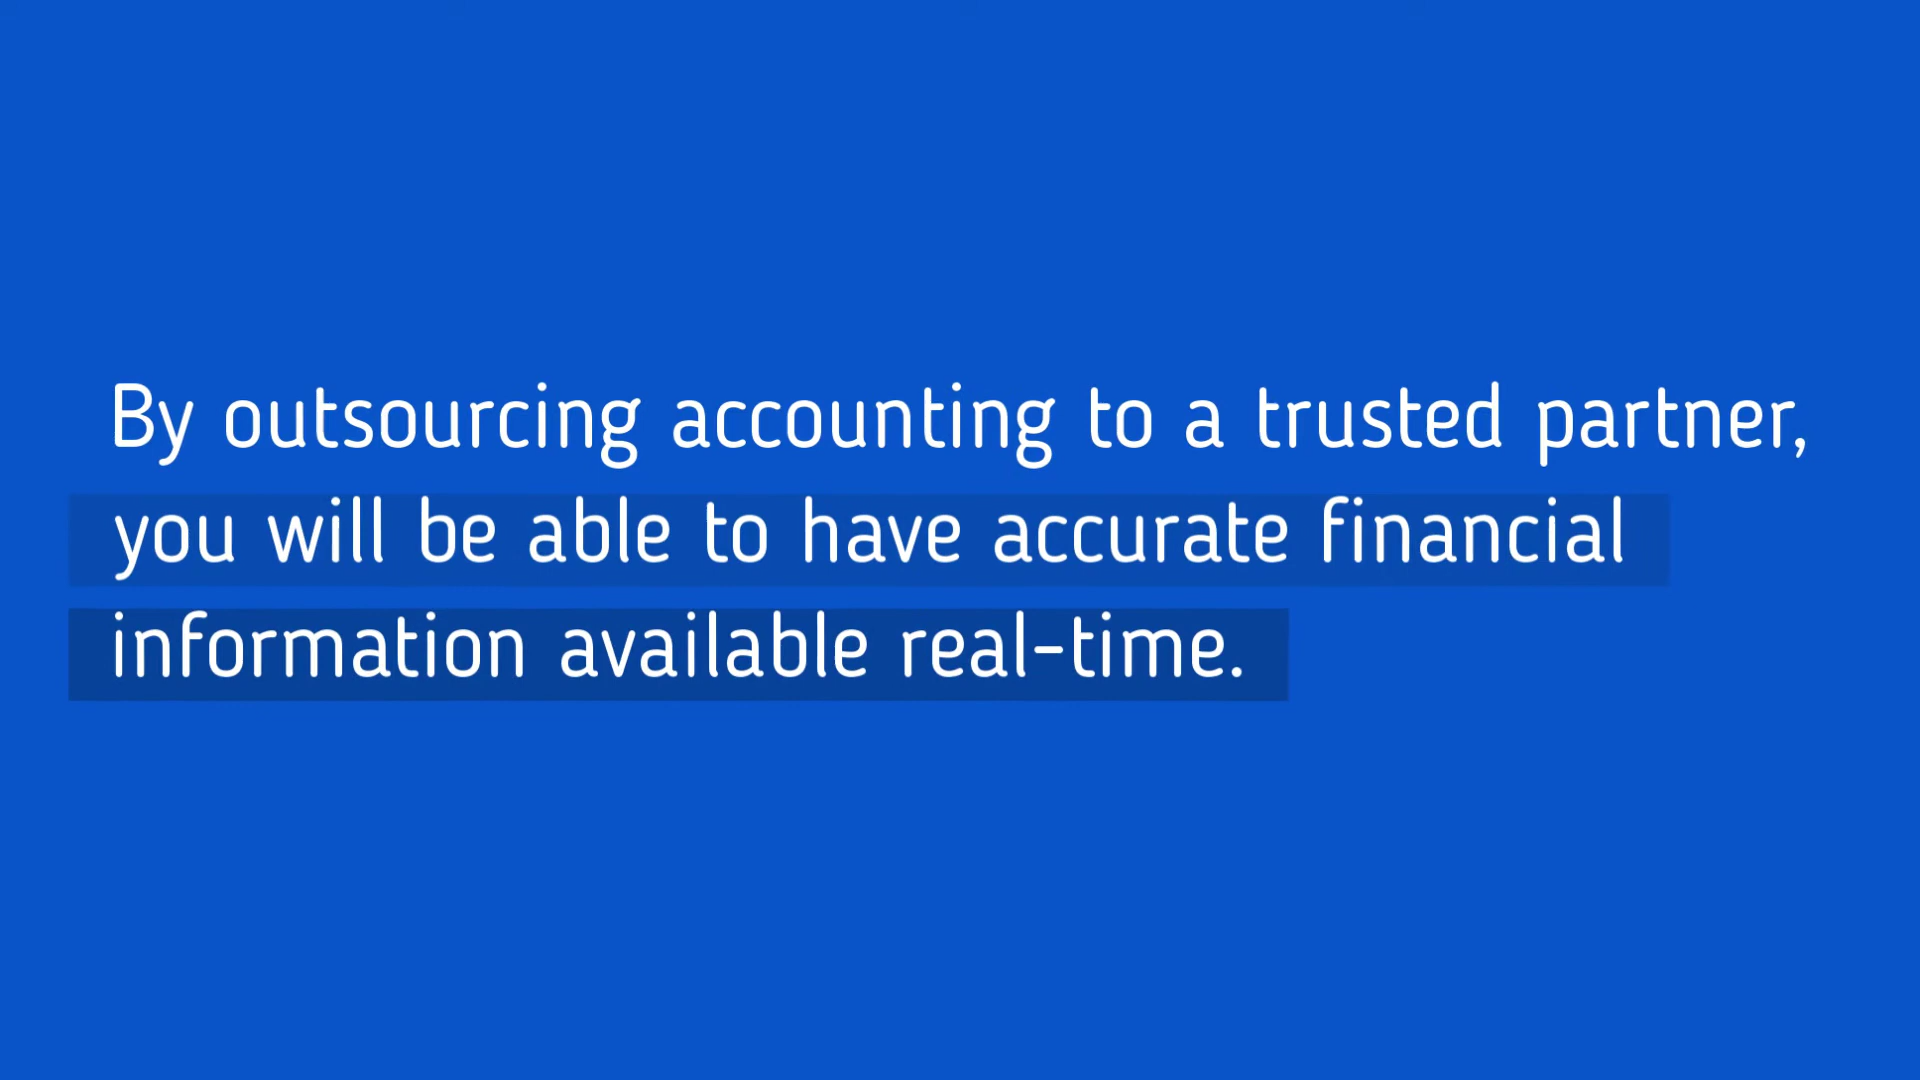 By outsourcing accounting to a trusted partner,
you will be able to have accurate financial
information available real-time.